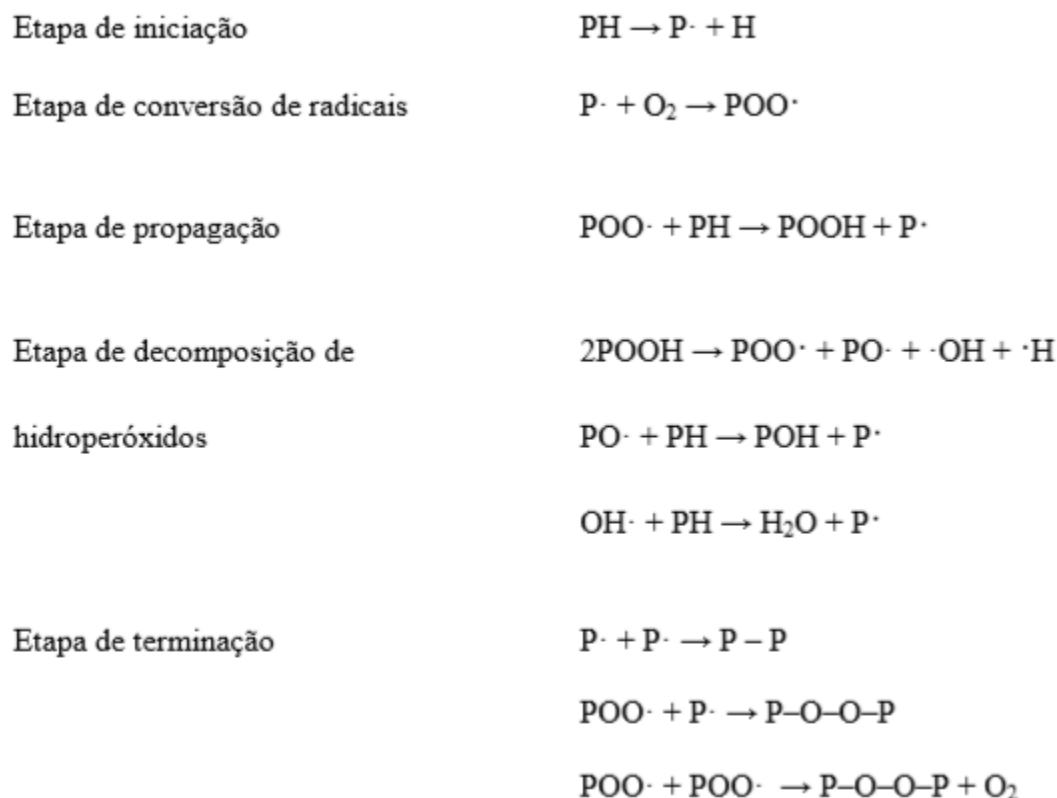 Etapa de iniciação PH → P· + H
Etapa de conversão de radicais P· + O₂ → POO·
Etapa de propagação POO· + PH → POOH + P·
Etapa de decomposição de 2POOH → POO· + PO· + ·OH + ·H
hidroperóxidos PO· + PH → POH + P·
OH· + PH → H₂O + P·
Etapa de terminação P· + P· → P – P
POO· + P· → P–O–O–P
POO· + POO· → P–O–O–P + O₂